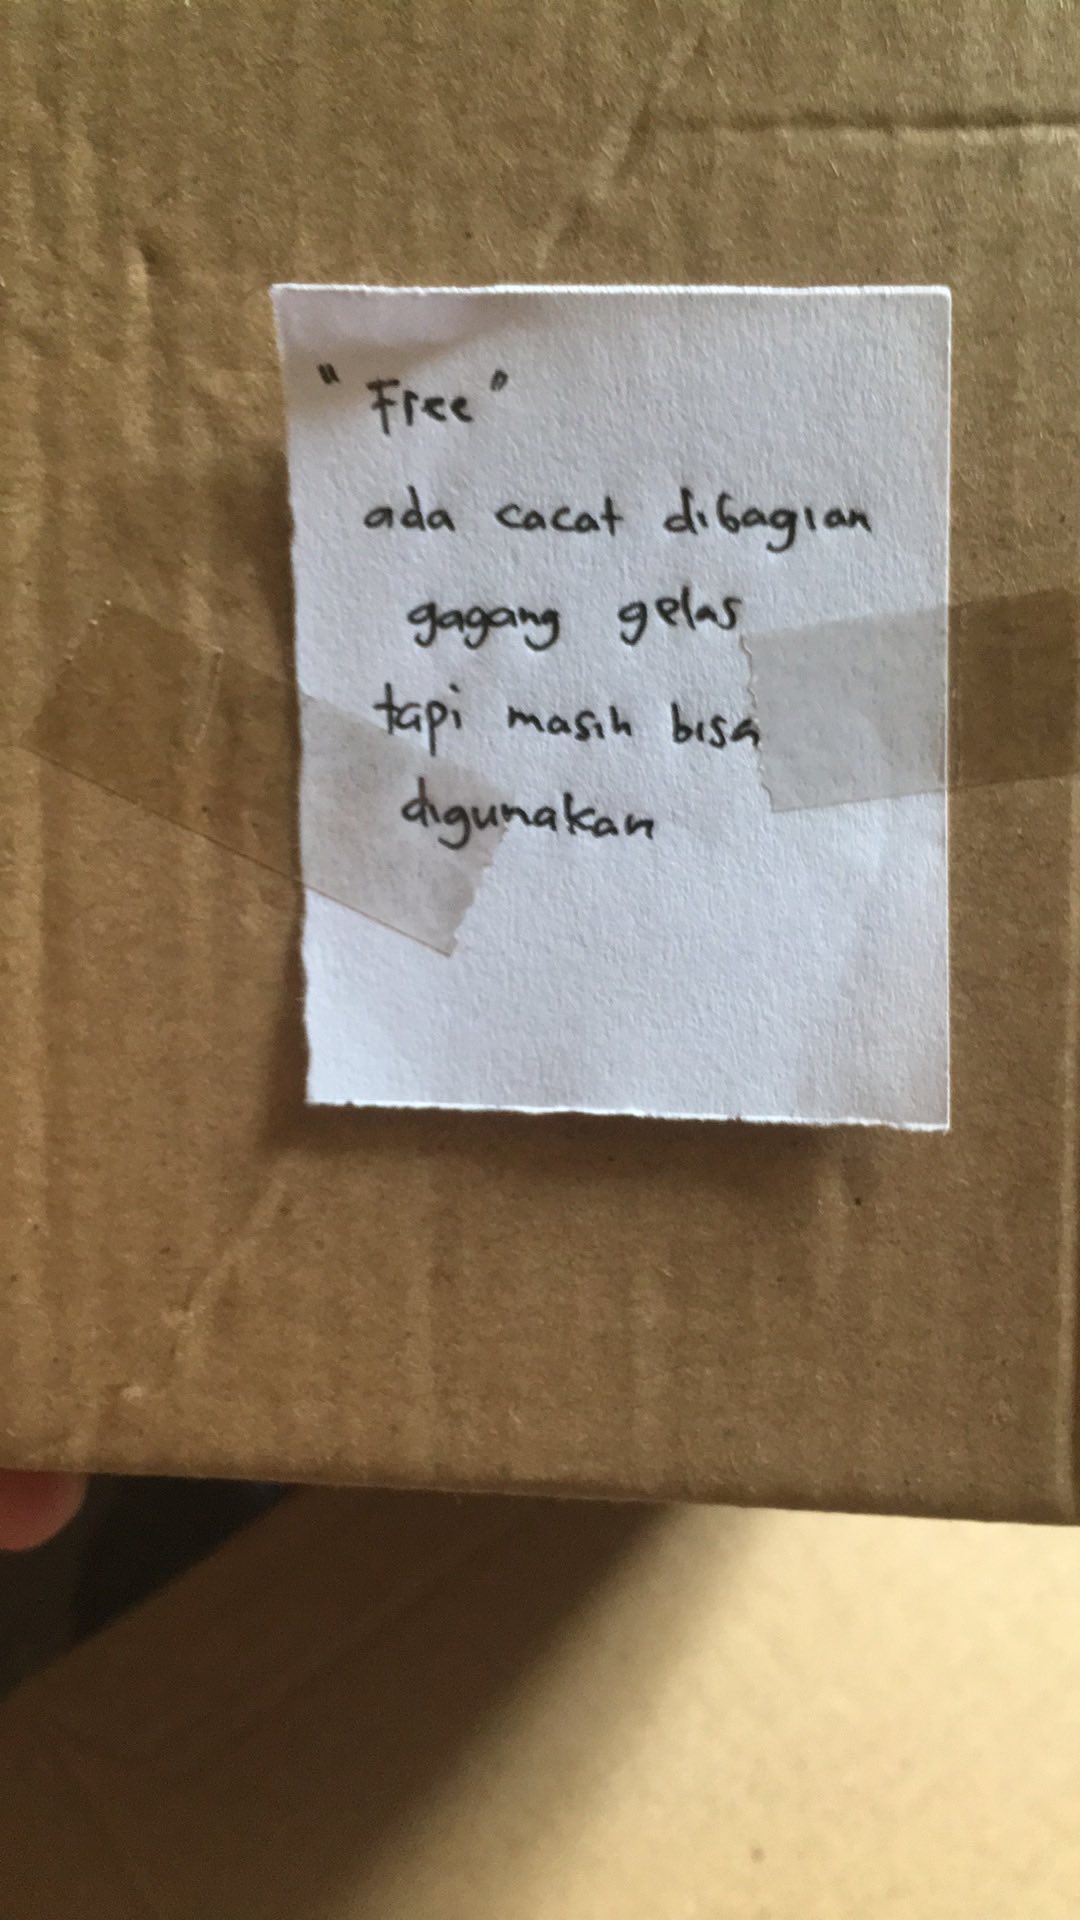 "Free"
ada cacat dibagian
gagang gelas
tapi masih bisa
digunakan